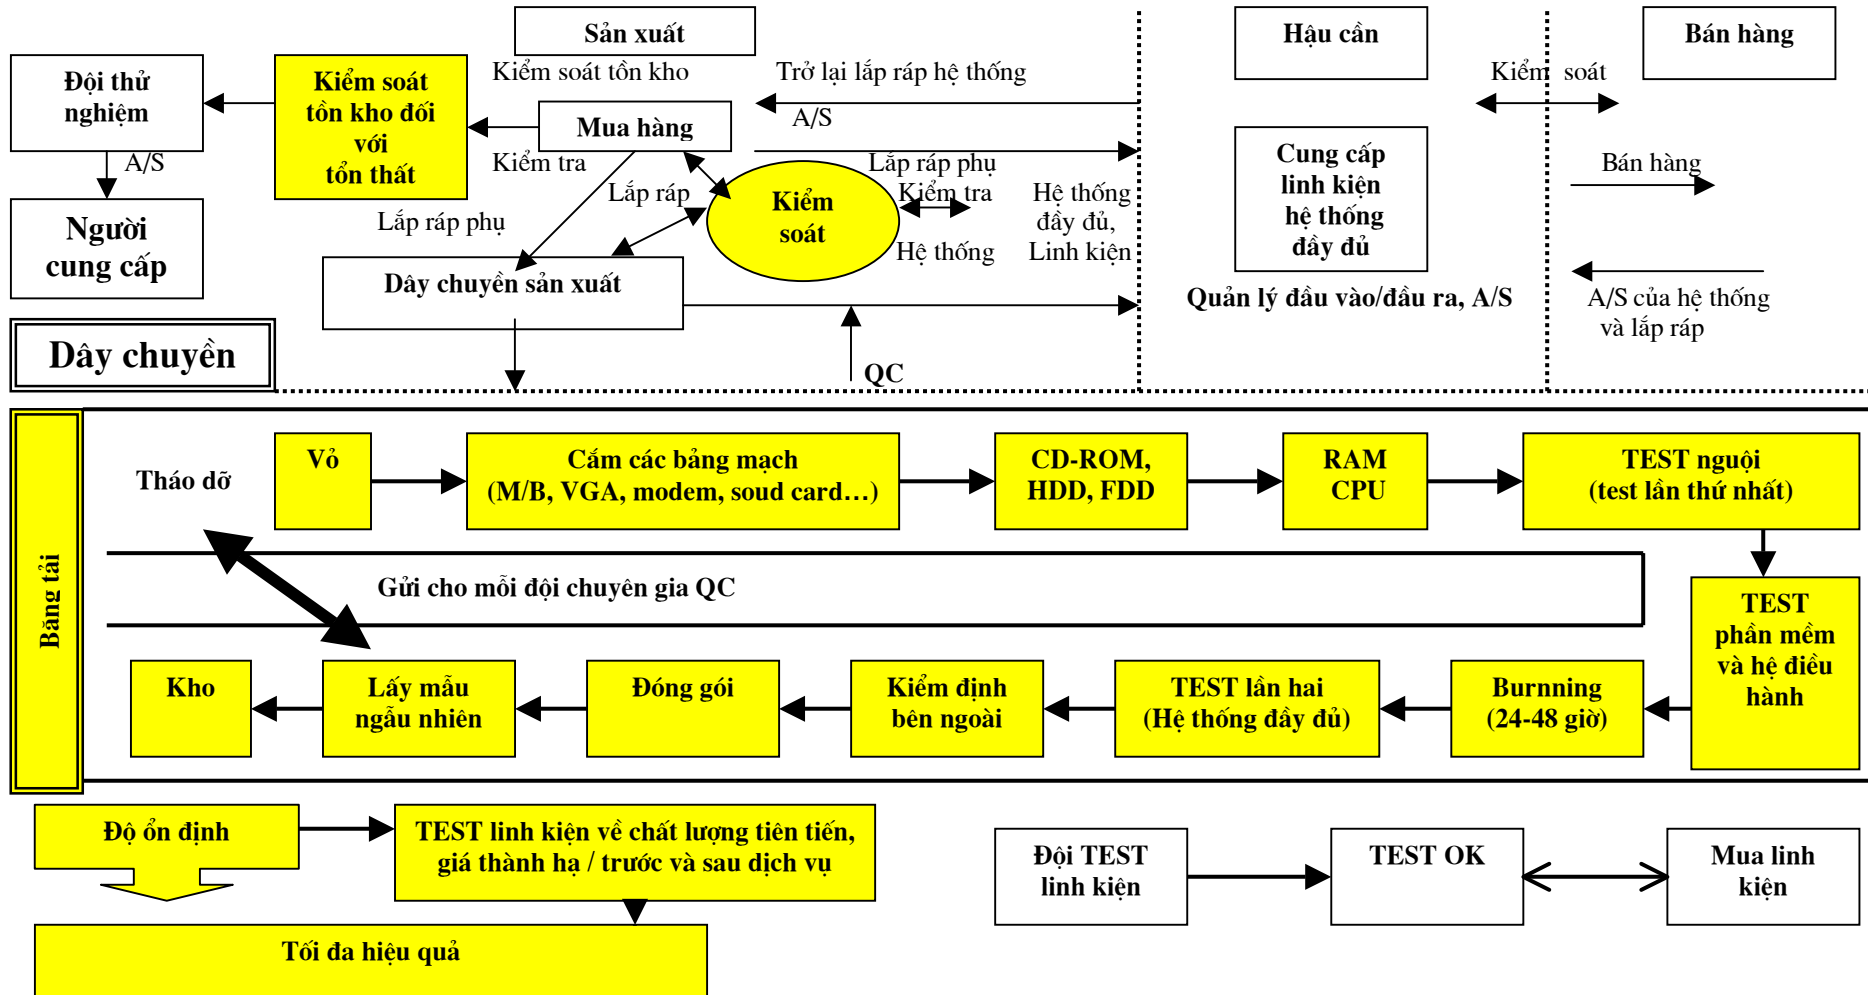 Sản xuất
Hậu cần
Bán hàng
Đội thử
nghiệm
Kiểm soát
tồn kho đối
với
tổn thất
Kiểm soát tồn kho
Trở lại lắp ráp hệ thống
Kiểm soát
A/S
Mua hàng
A/S
Kiểm tra
Lắp ráp phụ
Kiểm tra
Hệ thống
đầy đủ,
Linh kiện
Cung cấp
linh kiện
hệ thống
đầy đủ
Bán hàng
Lắp ráp
Kiểm
soát
Lắp ráp phụ
Hệ thống
Người
cung cấp
Dây chuyền sản xuất
Quản lý đầu vào/đầu ra, A/S
A/S của hệ thống
và lắp ráp
Dây chuyền
QC
Băng tải
Tháo dỡ
Vỏ
Cắm các bảng mạch
(M/B, VGA, modem, soud card…)
CD-ROM,
HDD, FDD
RAM
CPU
TEST nguội
(test lần thứ nhất)
Gửi cho mỗi đội chuyên gia QC
TEST
phần mềm
và hệ điều
hành
Kho
Lấy mẫu
ngẫu nhiên
Đóng gói
Kiểm định
bên ngoài
TEST lần hai
(Hệ thống đầy đủ)
Burnning
(24-48 giờ)
Độ ổn định
TEST linh kiện về chất lượng tiên tiến,
giá thành hạ / trước và sau dịch vụ
Đội TEST
linh kiện
TEST OK
Mua linh
kiện
Tối đa hiệu quả